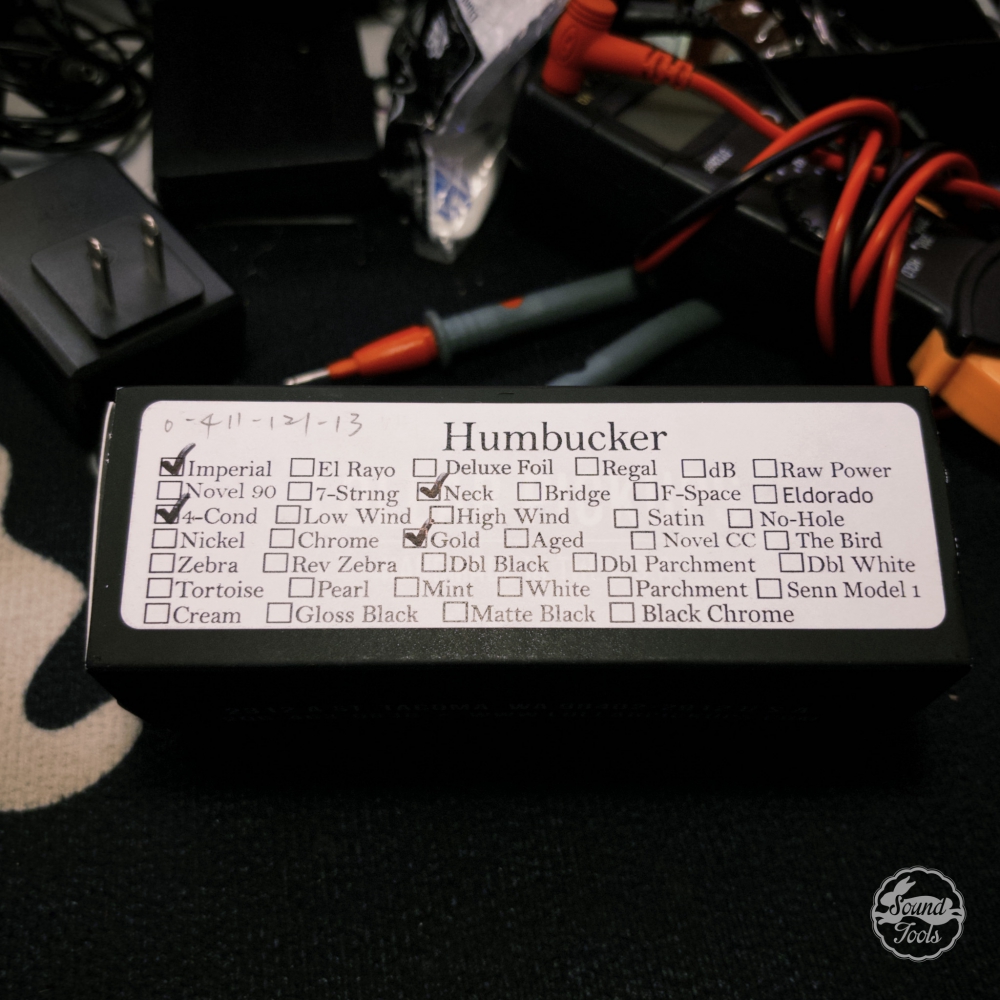 0-411-121-13
Humbucker
Imperial El Rayo Deluxe Foil Regal dB Raw Power
Novel 90 7-String Neck Bridge F-Space Eldorado
4-Cond Low Wind High Wind Satin No-Hole
Nickel Chrome Gold Aged Novel CC The Bird
Zebra Rev Zebra Dbl Black Dbl Parchment Dbl White
Tortoise Pearl Mint White Parchment Senn Model 1
Cream Gloss Black Matte Black Black Chrome
Sound
Tools